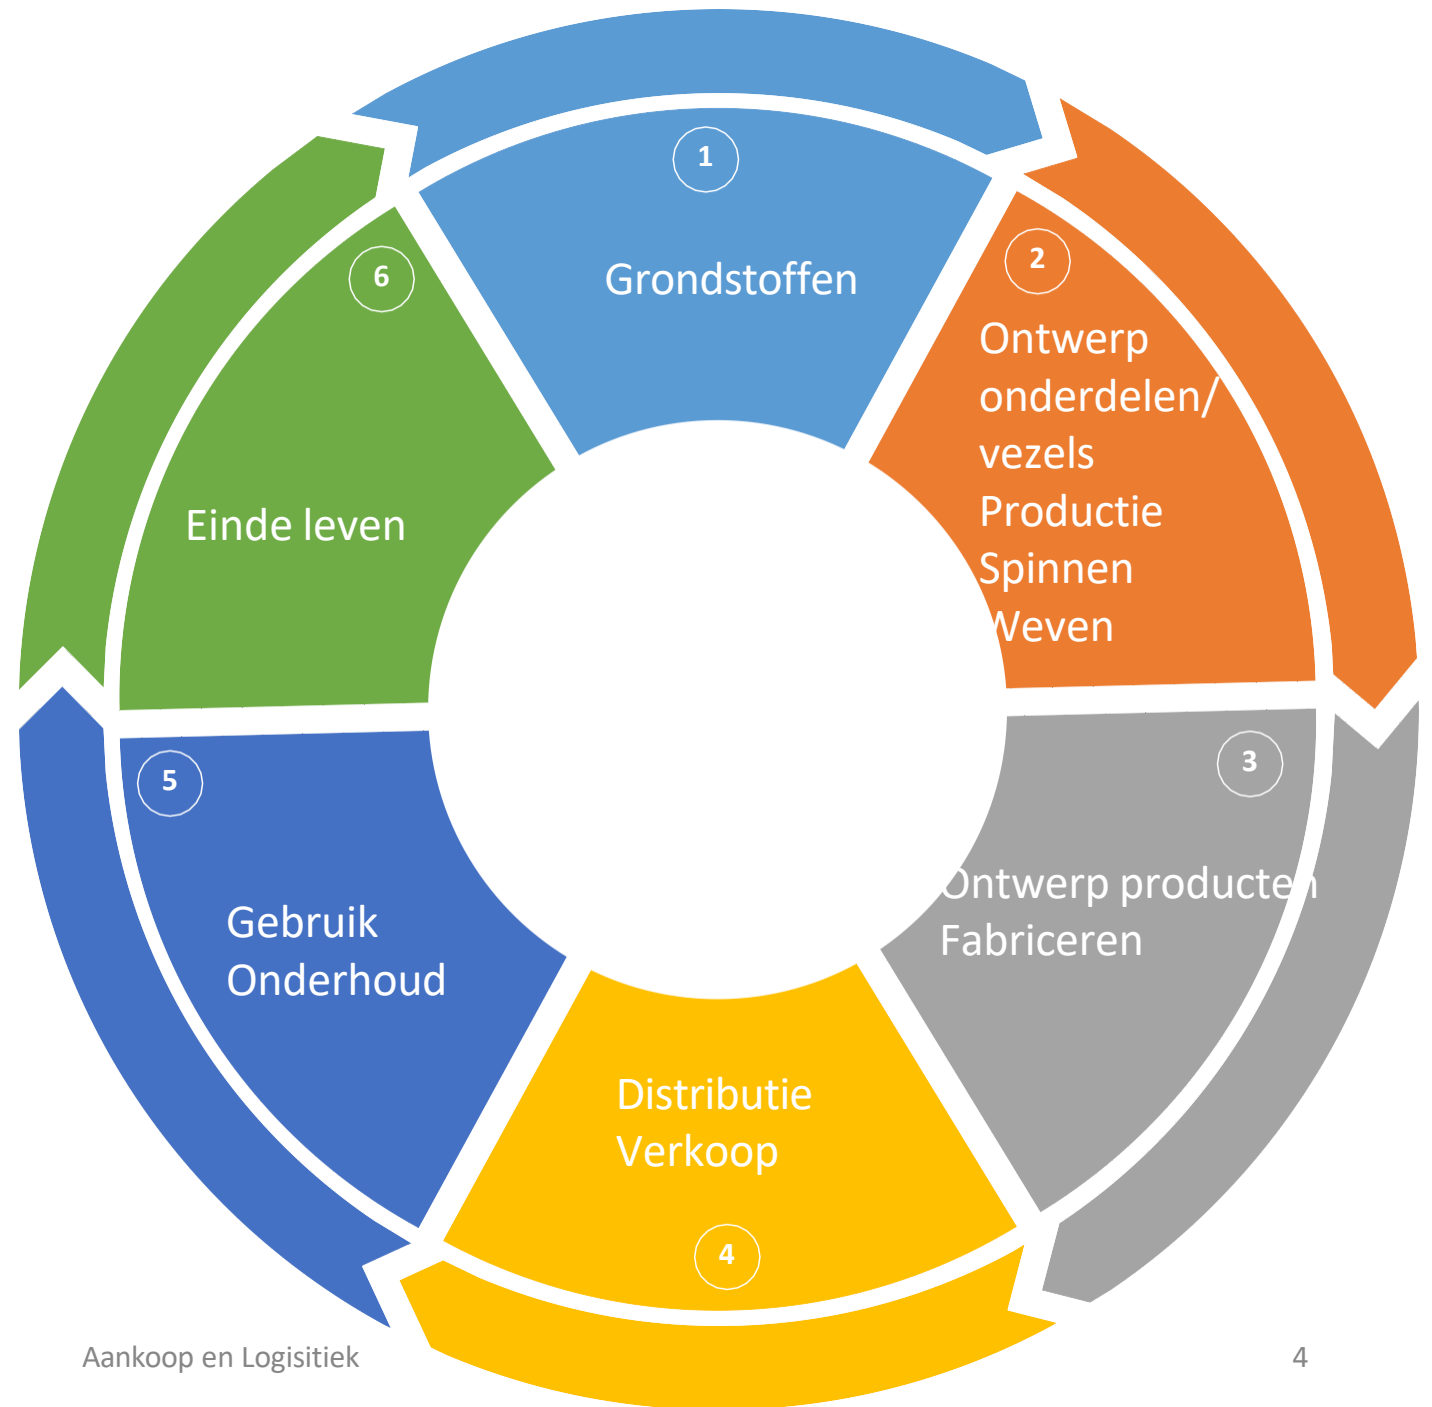 1
Grondstoffen
2
Ontwerp
onderdelen/
vezels
Productie
Spinnen
Weven
3
Ontwerp producten
Fabriceren
Distributie
Verkoop
4
5
Gebruik
Onderhoud
6
Einde leven
Aankoop en Logisitiek
4